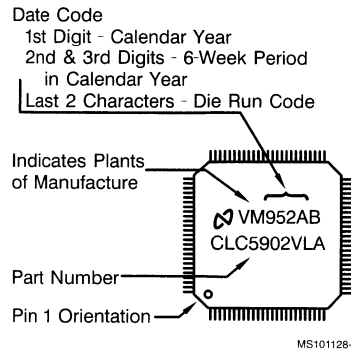 Date Code
1st Digit - Calendar Year
2nd & 3rd Digits - 6-Week Period
in Calendar Year
Last 2 Characters - Die Run Code
Indicates Plants
of Manufacture
VM952AB
CLC5902VLA
Part Number
Pin 1 Orientation
MS101128-